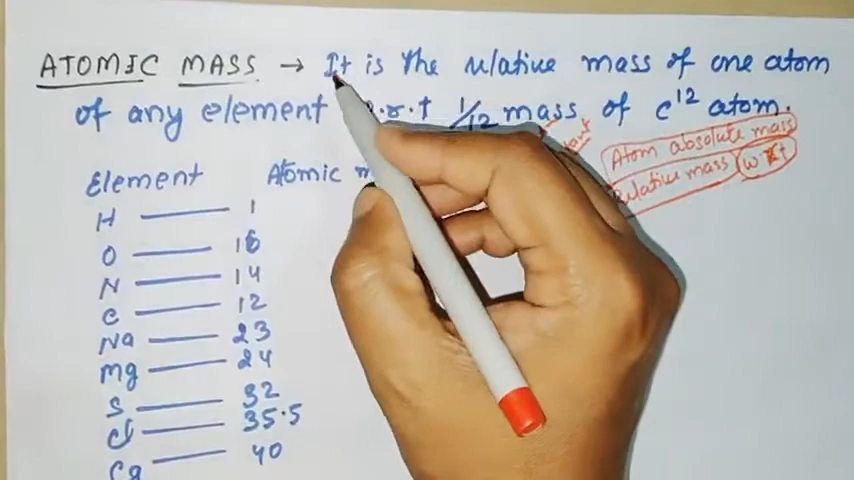 ATOMIC MASS → It is the relative mass of one atom
of any element .r.t 1/12 mass of C12 atom.
Atom absolute mass
Relative mass w.r.t
Element Atomic m
H — 1
O — 16
N — 14
C — 12
Na — 23
Mg — 24
S — 32
Cl — 35.5
Ca — 40